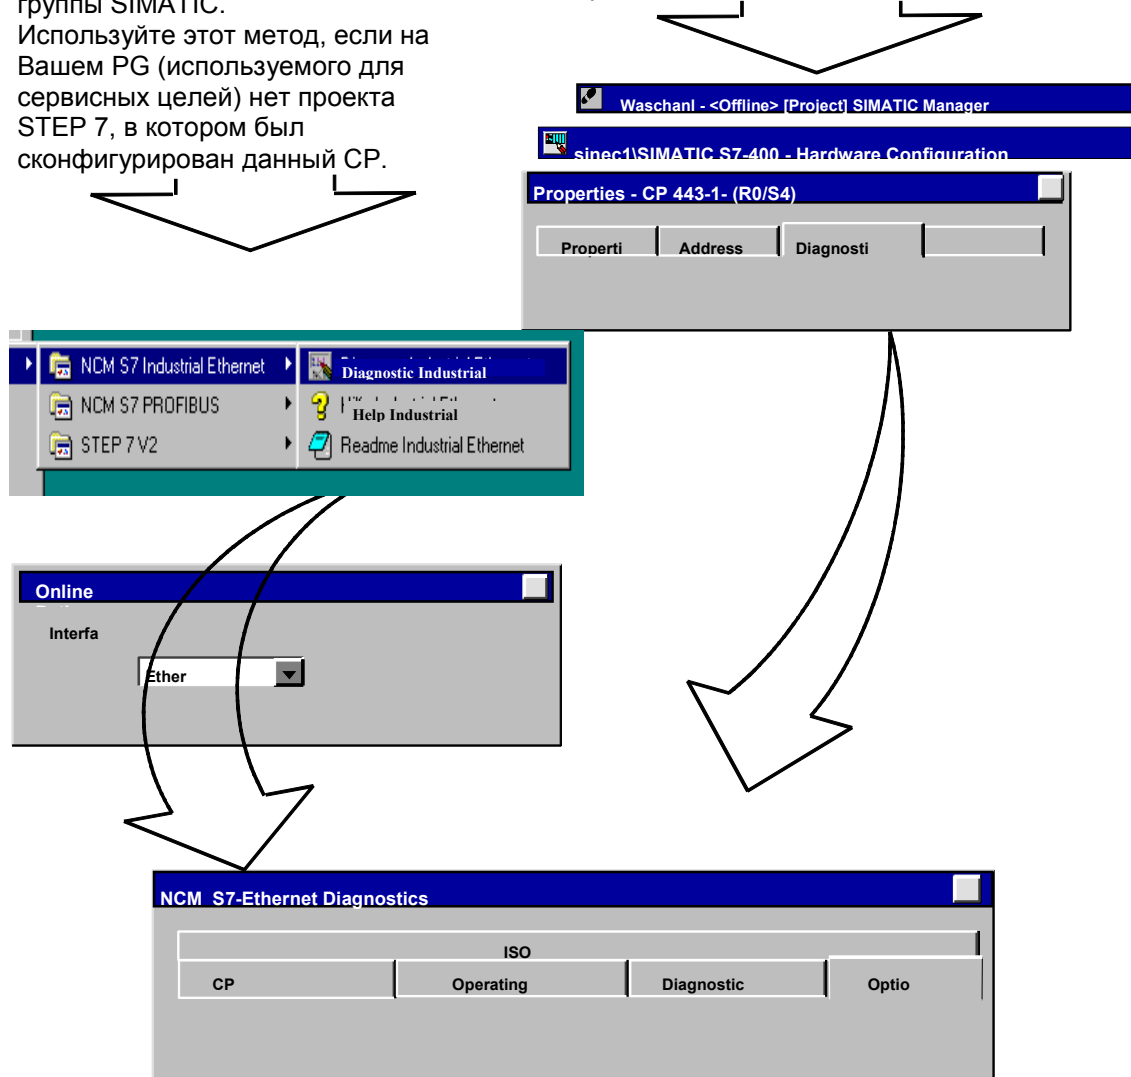 группы SIMATIC.
Используйте этот метод, если на
Вашем PG (используемого для
сервисных целей) нет проекта
STEP 7, в котором был
сконфигурирован данный CP.
Waschanl - <Offline> [Project] SIMATIC Manager
sinec1\SIMATIC S7-400 - Hardware Configuration
Properties - CP 443-1- (R0/S4)
Properti Address Diagnosti
NCM S7 Industrial Ethernet Diagnostic Industrial
NCM S7 PROFIBUS Help Industrial
STEP 7 V2 Readme Industrial Ethernet
Online
Interfa
Ether
NCM S7-Ethernet Diagnostics
ISO
CP Operating Diagnostic Optio